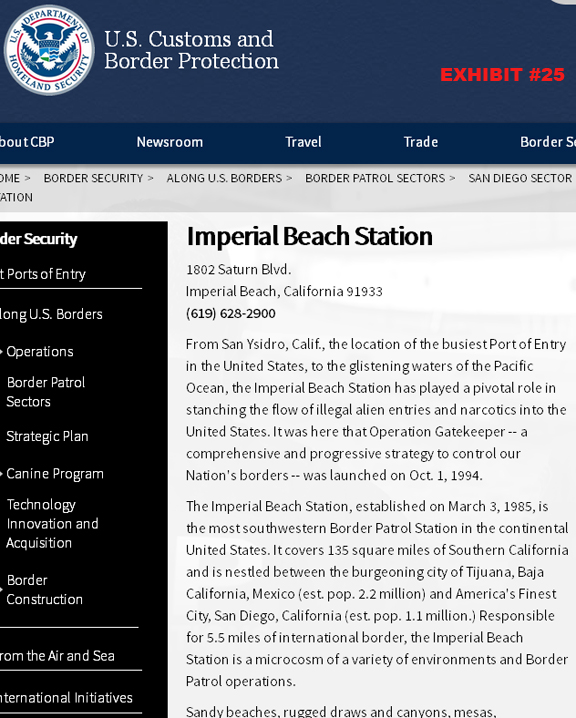 U.S. DEPARTMENT OF
HOMELAND SECURITY
U.S. Customs and
Border Protection
EXHIBIT #25
bout CBP
Newsroom
Travel
Trade
Border Se
OME >
BORDER SECURITY >
ALONG U.S. BORDERS >
BORDER PATROL SECTORS >
SAN DIEGO SECTOR
TATION
der Security
t Ports of Entry
long U.S. Borders
Operations
Border Patrol
Sectors
Strategic Plan
Canine Program
Technology
Innovation and
Acquisition
Border
Construction
rom the Air and Sea
nternational Initiatives
Imperial Beach Station
1802 Saturn Blvd.
Imperial Beach, California 91933
(619) 628-2900
From San Ysidro, Calif., the location of the busiest Port of Entry
in the United States, to the glistening waters of the Pacific
Ocean, the Imperial Beach Station has played a pivotal role in
stanching the flow of illegal alien entries and narcotics into the
United States. It was here that Operation Gatekeeper -- a
comprehensive and progressive strategy to control our
Nation's borders -- was launched on Oct. 1, 1994.
The Imperial Beach Station, established on March 3, 1985, is
the most southwestern Border Patrol Station in the continental
United States. It covers 135 square miles of Southern California
and is nestled between the burgeoning city of Tijuana, Baja
California, Mexico (est. pop. 2.2 million) and America's Finest
City, San Diego, California (est. pop. 1.1 million.) Responsible
for 5.5 miles of international border, the Imperial Beach
Station is a microcosm of a variety of environments and Border
Patrol operations.
Sandy beaches, rugged draws and canyons, mesas,